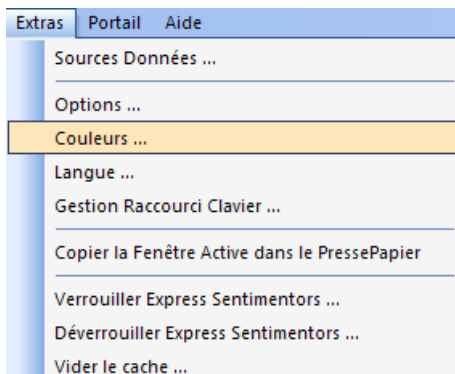 Extras Portail Aide
Sources Données ...
Options ...
Couleurs ...
Langue ...
Gestion Raccourci Clavier ...
Copier la Fenêtre Active dans le PressePapier
Verrouiller Express Sentimentors ...
Déverrouiller Express Sentimentors ...
Vider le cache ...